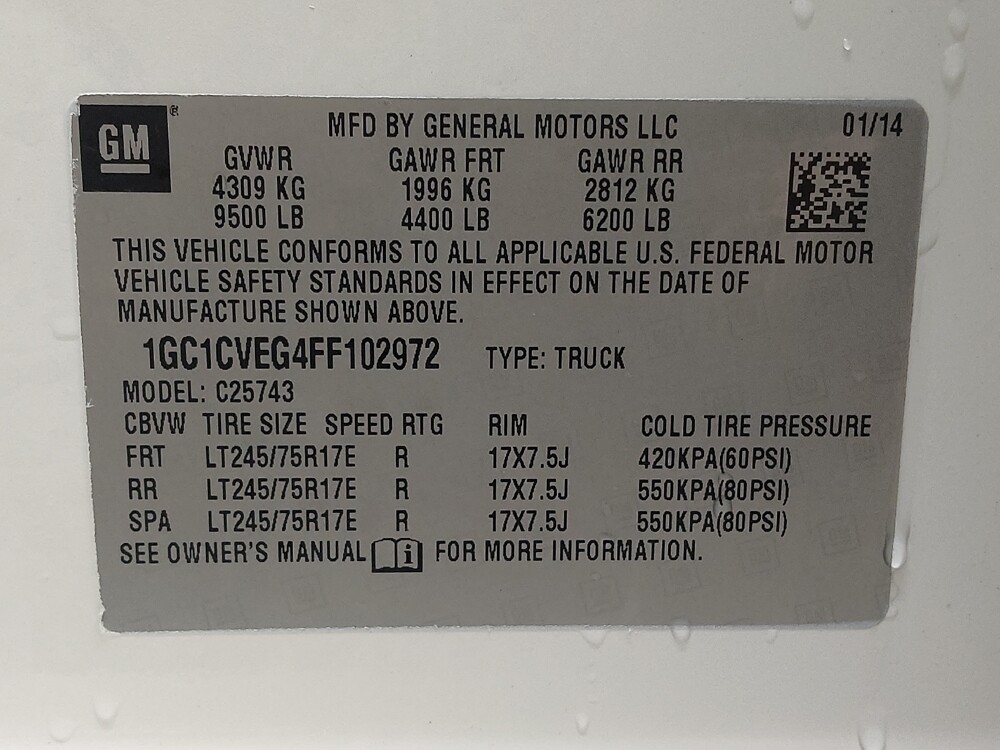 GM ®
MFD BY GENERAL MOTORS LLC 01/14
GVWR GAWR FRT GAWR RR
4309 KG 1996 KG 2812 KG
9500 LB 4400 LB 6200 LB
THIS VEHICLE CONFORMS TO ALL APPLICABLE U.S. FEDERAL MOTOR
VEHICLE SAFETY STANDARDS IN EFFECT ON THE DATE OF
MANUFACTURE SHOWN ABOVE.
1GC1CVEG4FF102972 TYPE: TRUCK
MODEL: C25743
CBVW TIRE SIZE SPEED RTG RIM COLD TIRE PRESSURE
FRT LT245/75R17E R 17X7.5J 420KPA(60PSI)
RR LT245/75R17E R 17X7.5J 550KPA(80PSI)
SPA LT245/75R17E R 17X7.5J 550KPA(80PSI)
SEE OWNER'S MANUAL i FOR MORE INFORMATION.